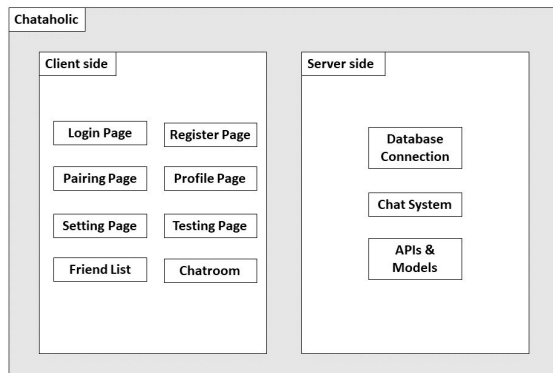 Chataholic
Client side
Login Page
Register Page
Pairing Page
Profile Page
Setting Page
Testing Page
Friend List
Chatroom
Server side
Database
Connection
Chat System
APIs &
Models